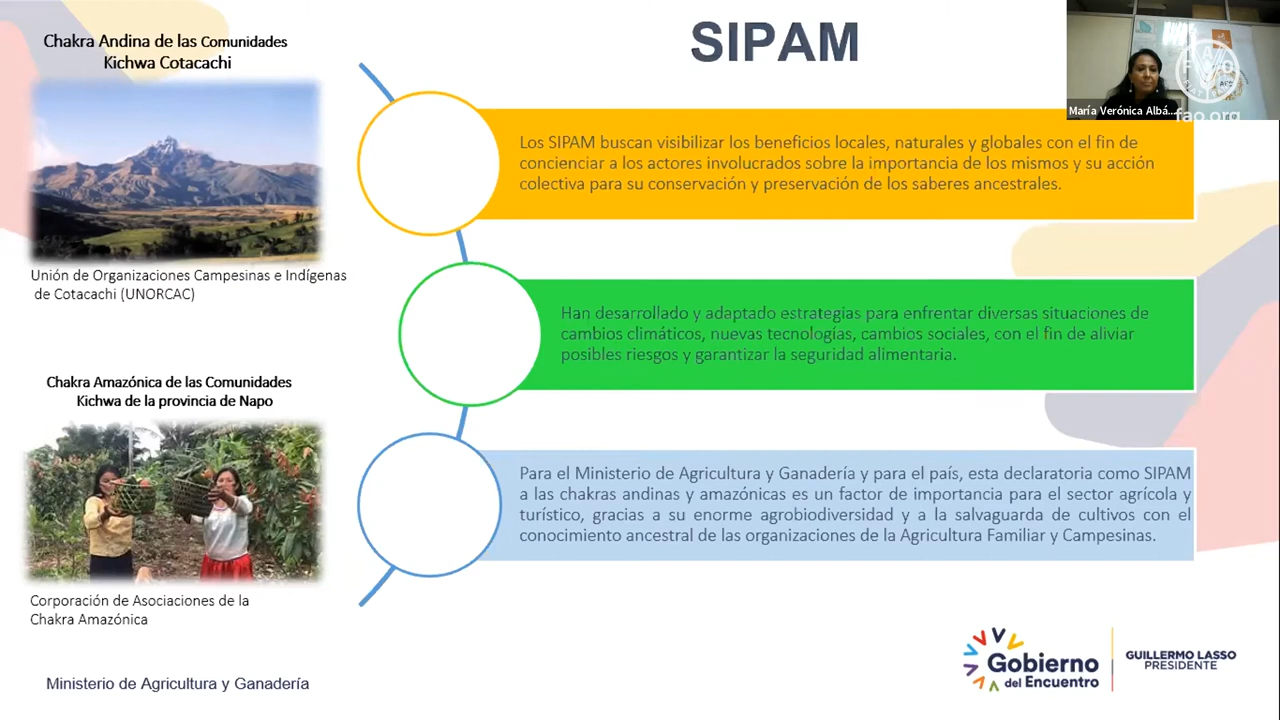 SIPAM
Chakra Andina de las Comunidades
Kichwa Cotacachi
Unión de Organizaciones Campesinas e Indígenas
de Cotacachi (UNORCAC)
Chakra Amazónica de las Comunidades
Kichwa de la provincia de Napo
Corporación de Asociaciones de la
Chakra Amazónica
Los SIPAM buscan visibilizar los beneficios locales, naturales y globales con el fin de
concienciar a los actores involucrados sobre la importancia de los mismos y su acción
colectiva para su conservación y preservación de los saberes ancestrales.
Han desarrollado y adaptado estrategias para enfrentar diversas situaciones de
cambios climáticos, nuevas tecnologías, cambios sociales, con el fin de aliviar
posibles riesgos y garantizar la seguridad alimentaria.
Para el Ministerio de Agricultura y Ganadería y para el país, esta declaratoria como SIPAM
a las chakras andinas y amazónicas es un factor de importancia para el sector agrícola y
turístico, gracias a su enorme agrobiodiversidad y a la salvaguarda de cultivos con el
conocimiento ancestral de las organizaciones de la Agricultura Familiar y Campesinas.
María Verónica Albá...
fao.org
Ministerio de Agricultura y Ganadería
Gobierno
del Encuentro
GUILLERMO LASSO
PRESIDENTE